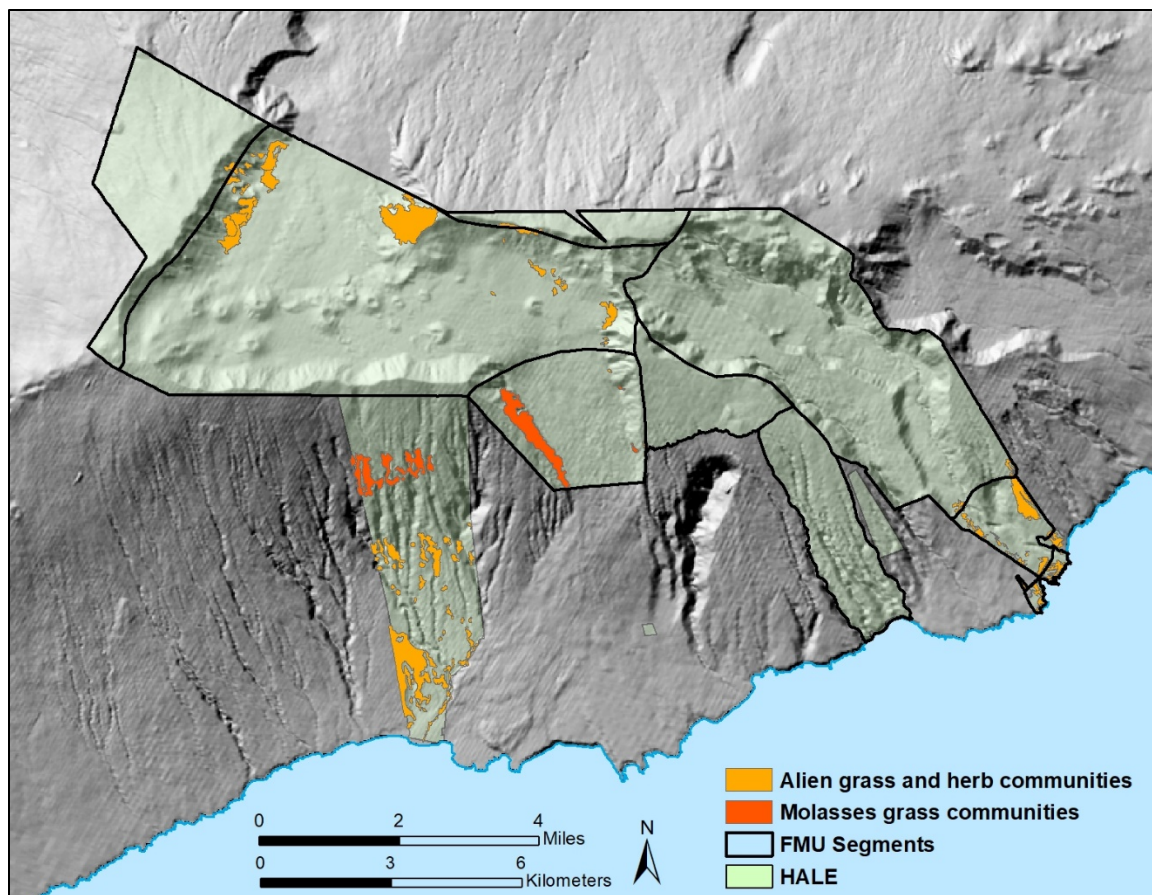 0 2 4
Miles
0 3 6
Kilometers
N
Alien grass and herb communities
Molasses grass communities
FMU Segments
HALE